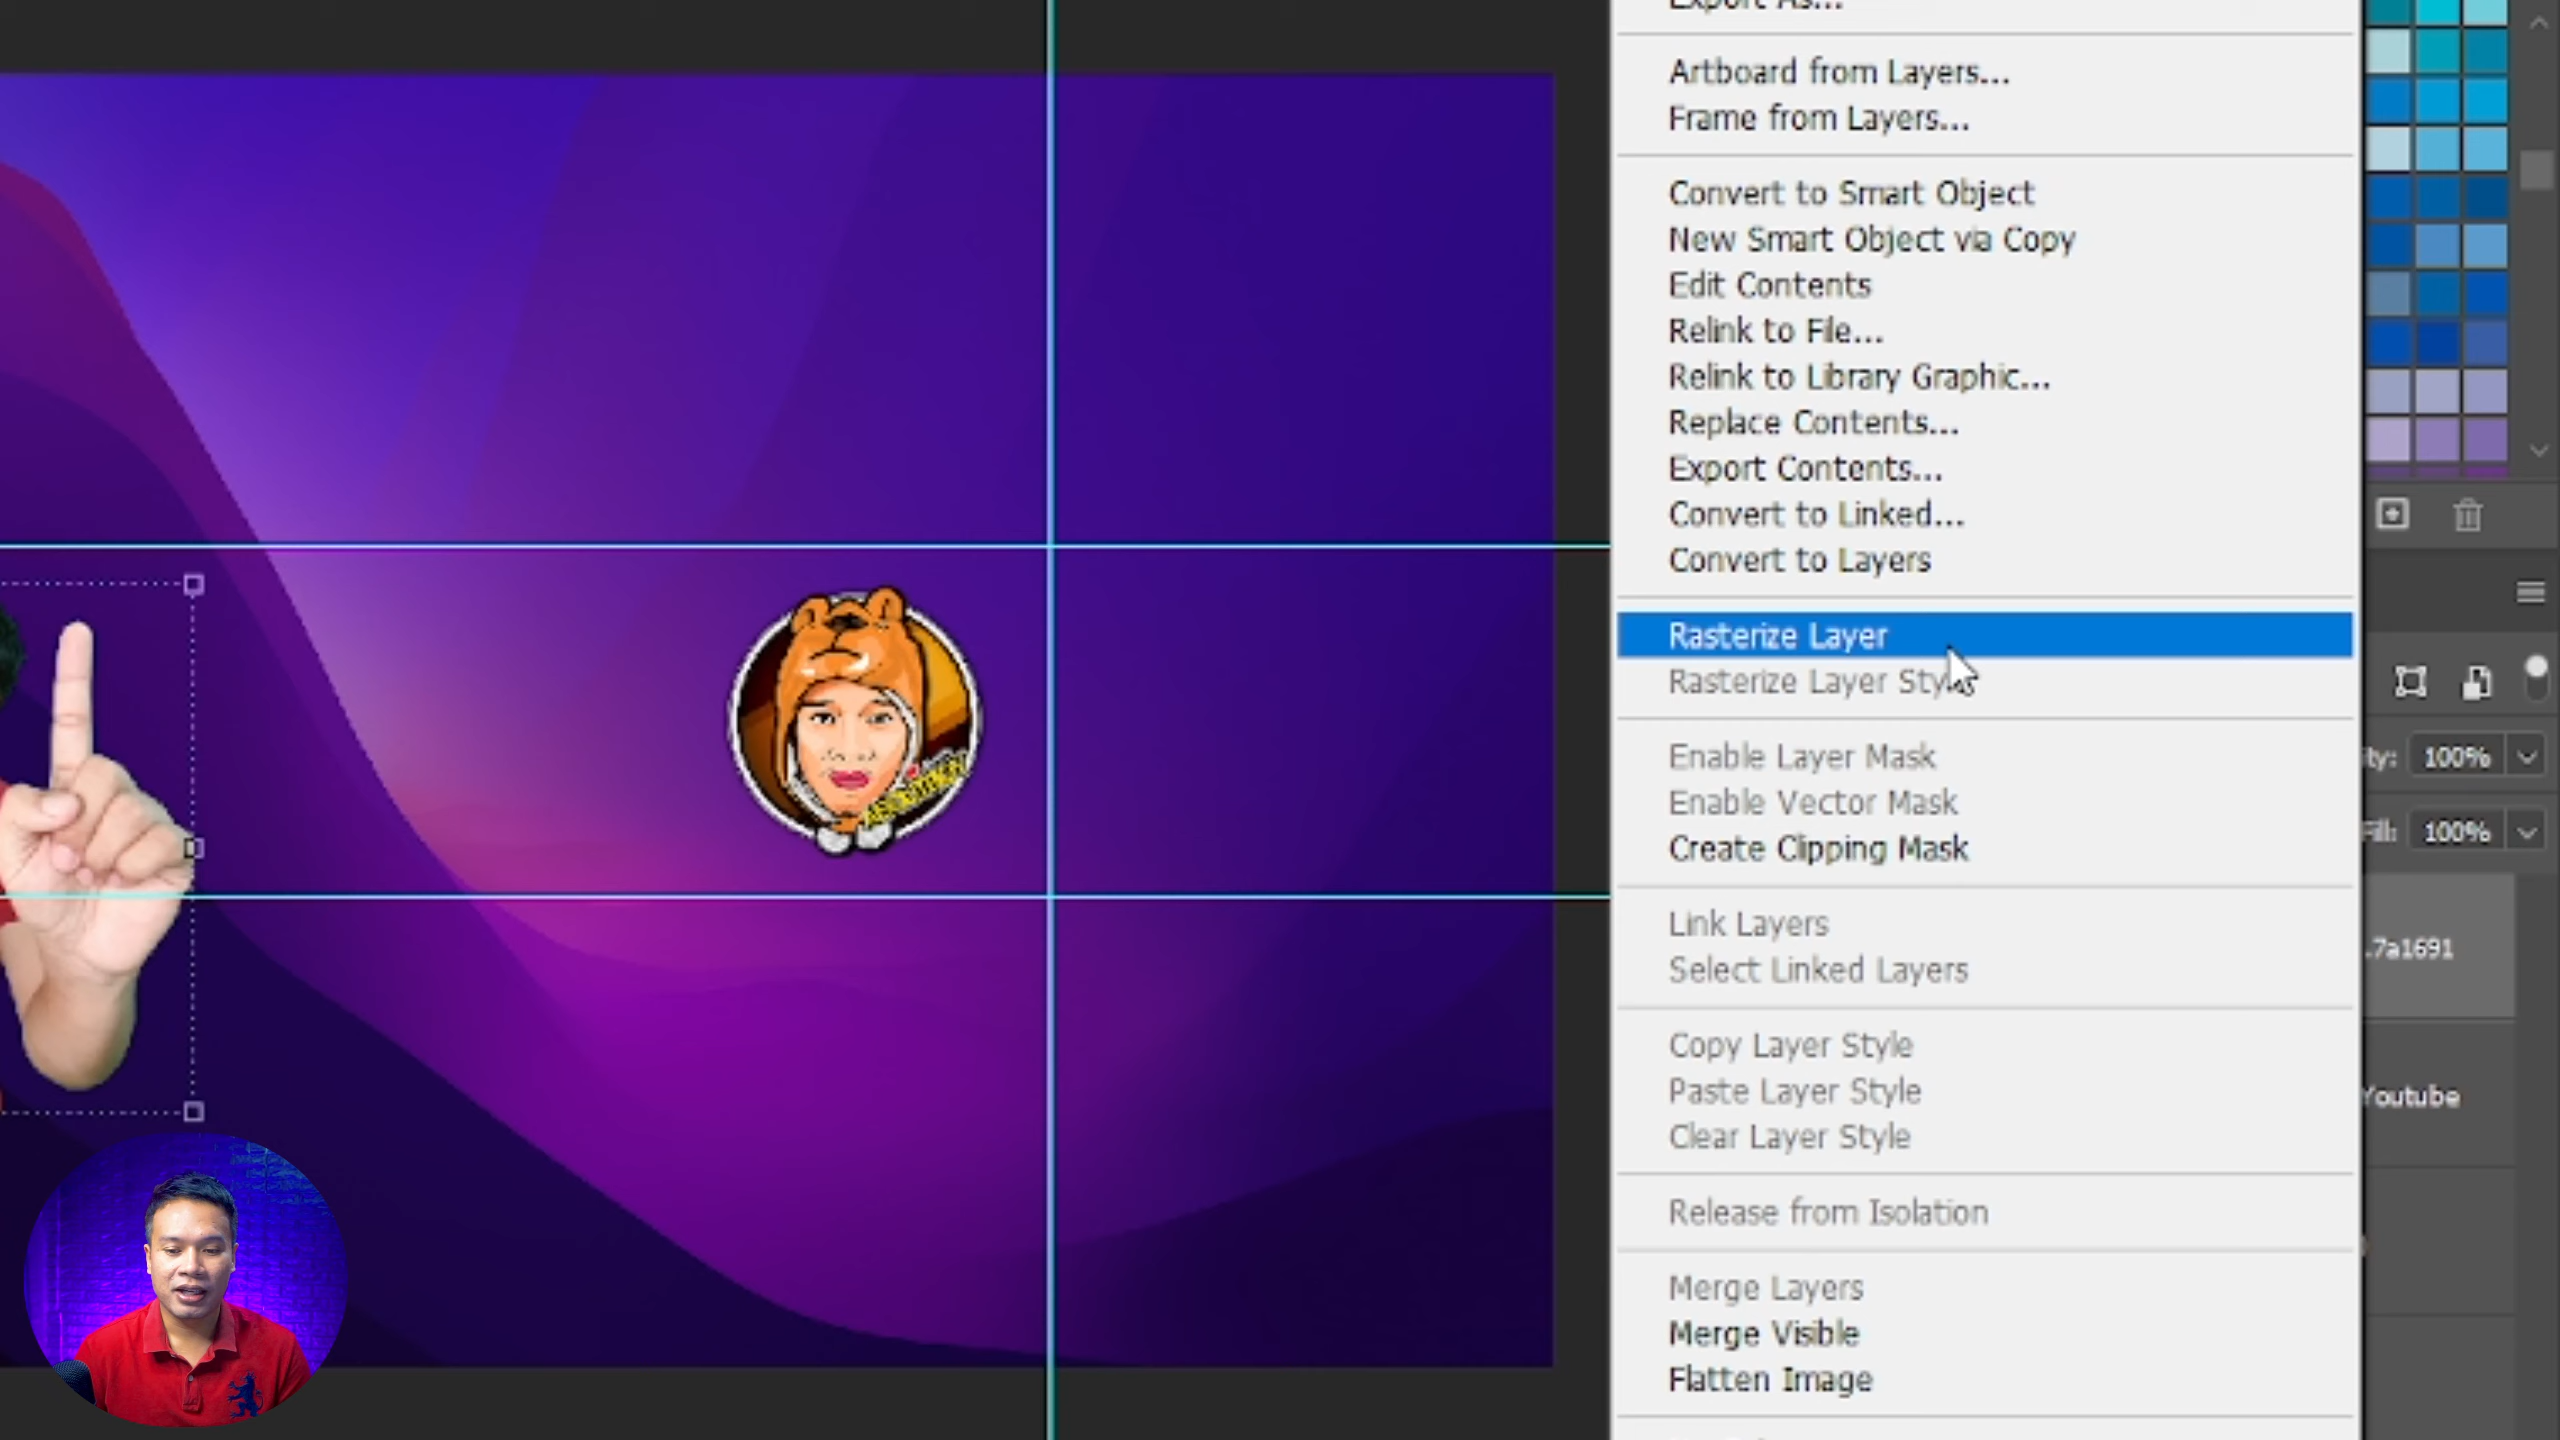 Export As...
Artboard from Layers...
Frame from Layers...
Convert to Smart Object
New Smart Object via Copy
Edit Contents
Relink to File...
Relink to Library Graphic...
Replace Contents...
Export Contents...
Convert to Linked...
Convert to Layers
Rasterize Layer
Rasterize Layer Sty
Enable Layer Mask
Enable Vector Mask
Create Clipping Mask
Link Layers
Select Linked Layers
Copy Layer Style
Paste Layer Style
Clear Layer Style
Release from Isolation
Merge Layers
Merge Visible
Flatten Image
ity: 100%
Fill: 100%
.7a1691
Youtube